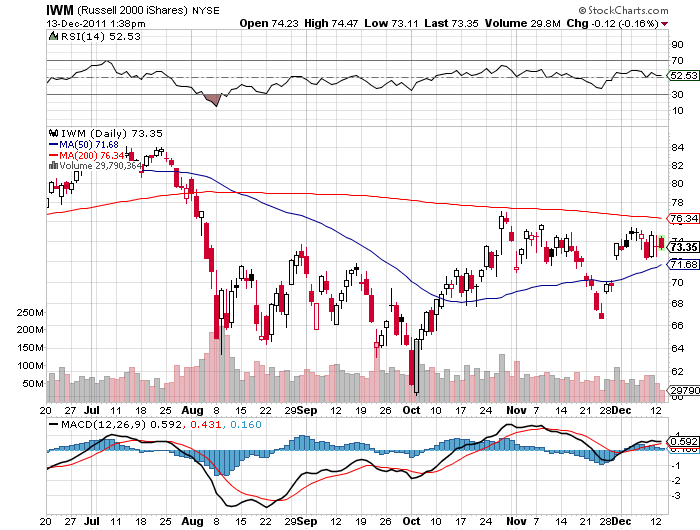 IWM (Russell 2000 iShares) NYSE © StockCharts.com
13-Dec-2011 1:38pm Open 74.23 High 74.47 Low 73.11 Last 73.35 Volume 29.8M Chg -0.12 (-0.16%)
RSI(14) 52.53
90
70
52.53
30
10
IWM (Daily) 73.35
MA(50) 71.68
MA(200) 76.34
Volume 29,790,364
84
82
80
78
76.34
74
73.35
71.68
70
68
66
64
62
60
250M
200M
150M
100M
50M
29790
20 27 Jul 11 18 25 Aug 8 15 22 29 Sep 12 19 26 Oct 10 17 24 Nov 7 14 21 28 Dec 12
MACD(12,26,9) 0.592, 0.431, 0.160
1
0.592
0
-1
-2
-3
20 27 Jul 11 18 25 Aug 8 15 22 29 Sep 12 19 26 Oct 10 17 24 Nov 7 14 21 28 Dec 12